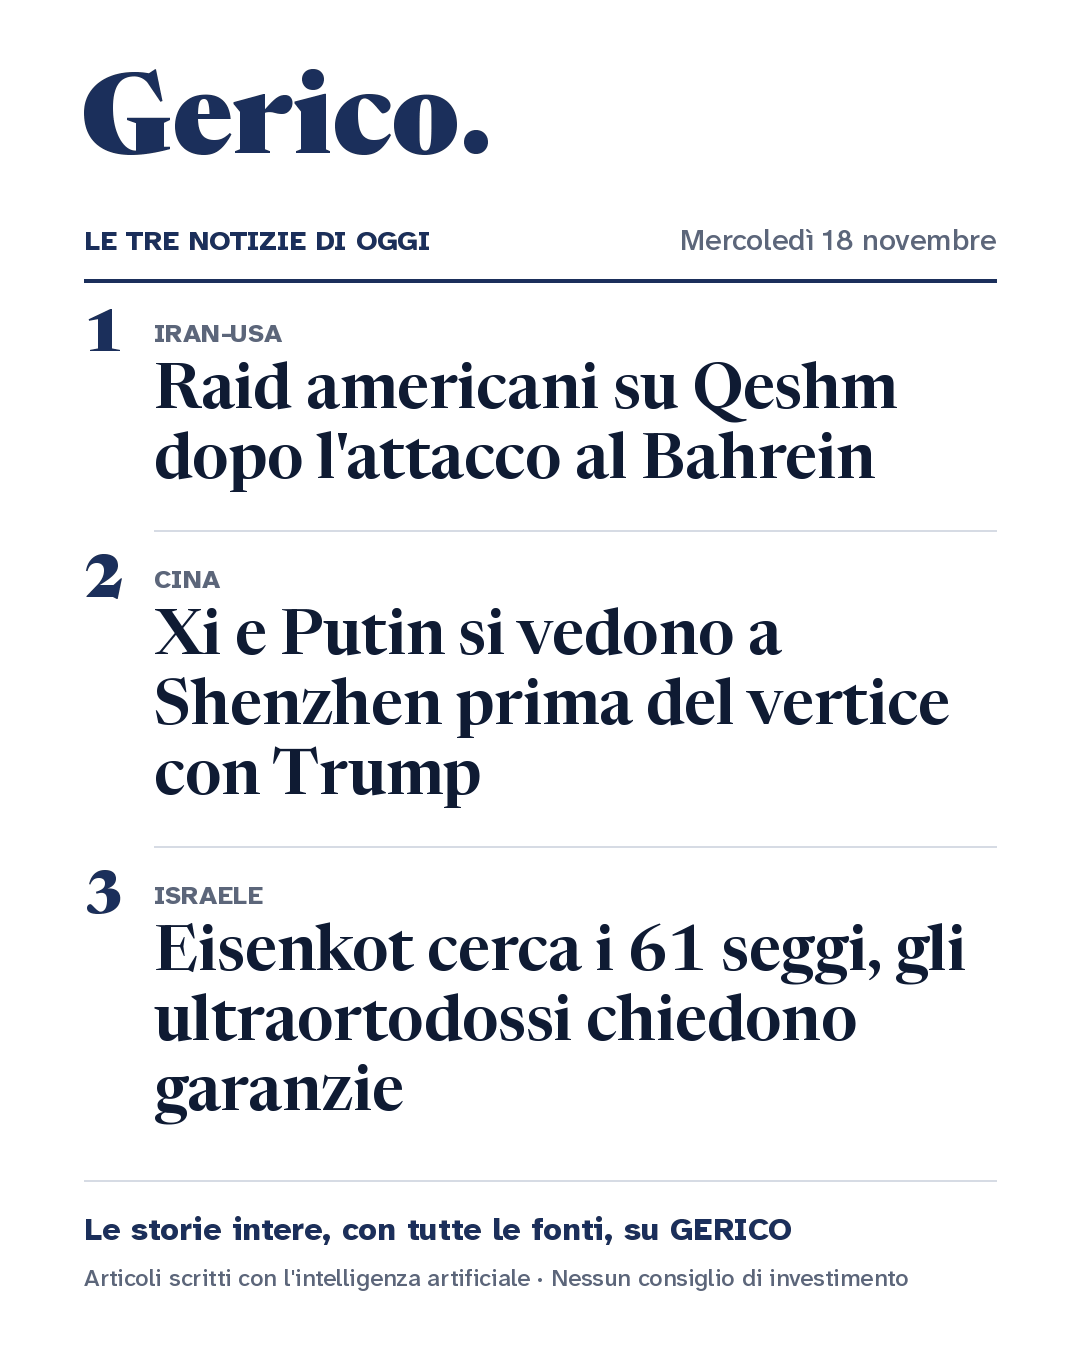 Gerico.
LE TRE NOTIZIE DI OGGI
Mercoledì 18 novembre
1
IRAN-USA
Raid americani su Qeshm
dopo l'attacco al Bahrein
2
CINA
Xi e Putin si vedono a
Shenzhen prima del vertice
con Trump
3
ISRAELE
Eisenkot cerca i 61 seggi, gli
ultraortodossi chiedono
garanzie
Le storie intere, con tutte le fonti, su GERICO
Articoli scritti con l'intelligenza artificiale · Nessun consiglio di investimento